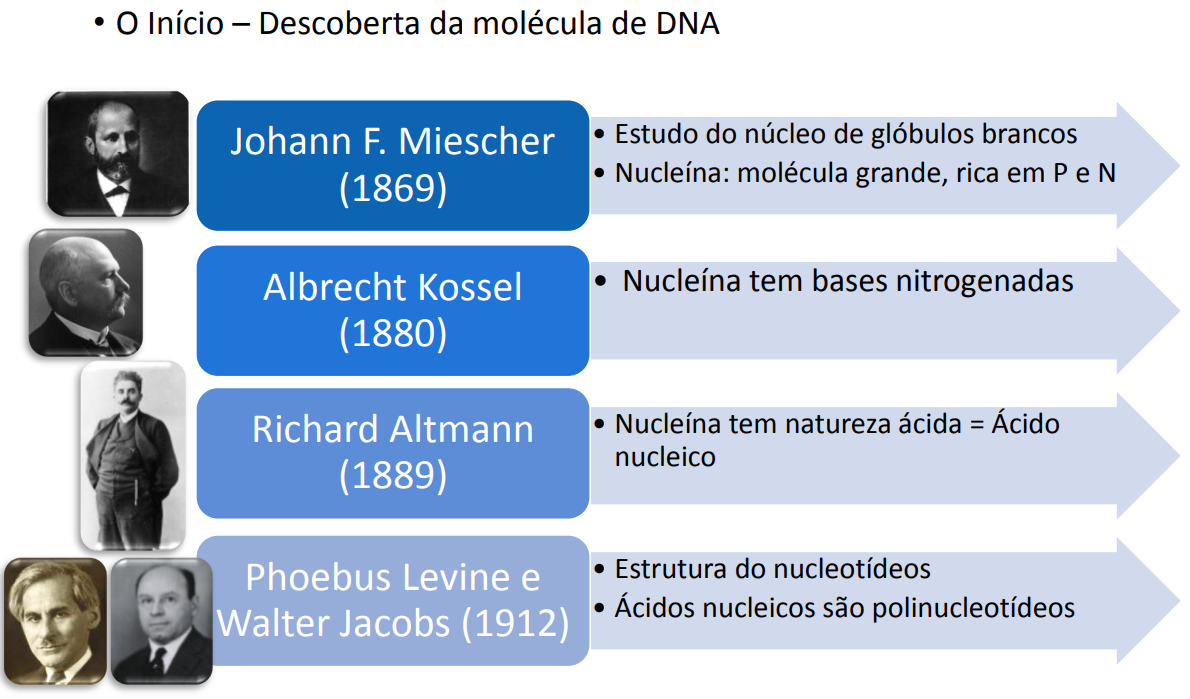 • O Início – Descoberta da molécula de DNA
Johann F. Miescher
(1869)
• Estudo do núcleo de glóbulos brancos
• Nucleína: molécula grande, rica em P e N
Albrecht Kossel
(1880)
• Nucleína tem bases nitrogenadas
Richard Altmann
(1889)
• Nucleína tem natureza ácida = Ácido
nucleico
Phoebus Levine e
Walter Jacobs (1912)
• Estrutura do nucleotídeos
• Ácidos nucleicos são polinucleotídeos